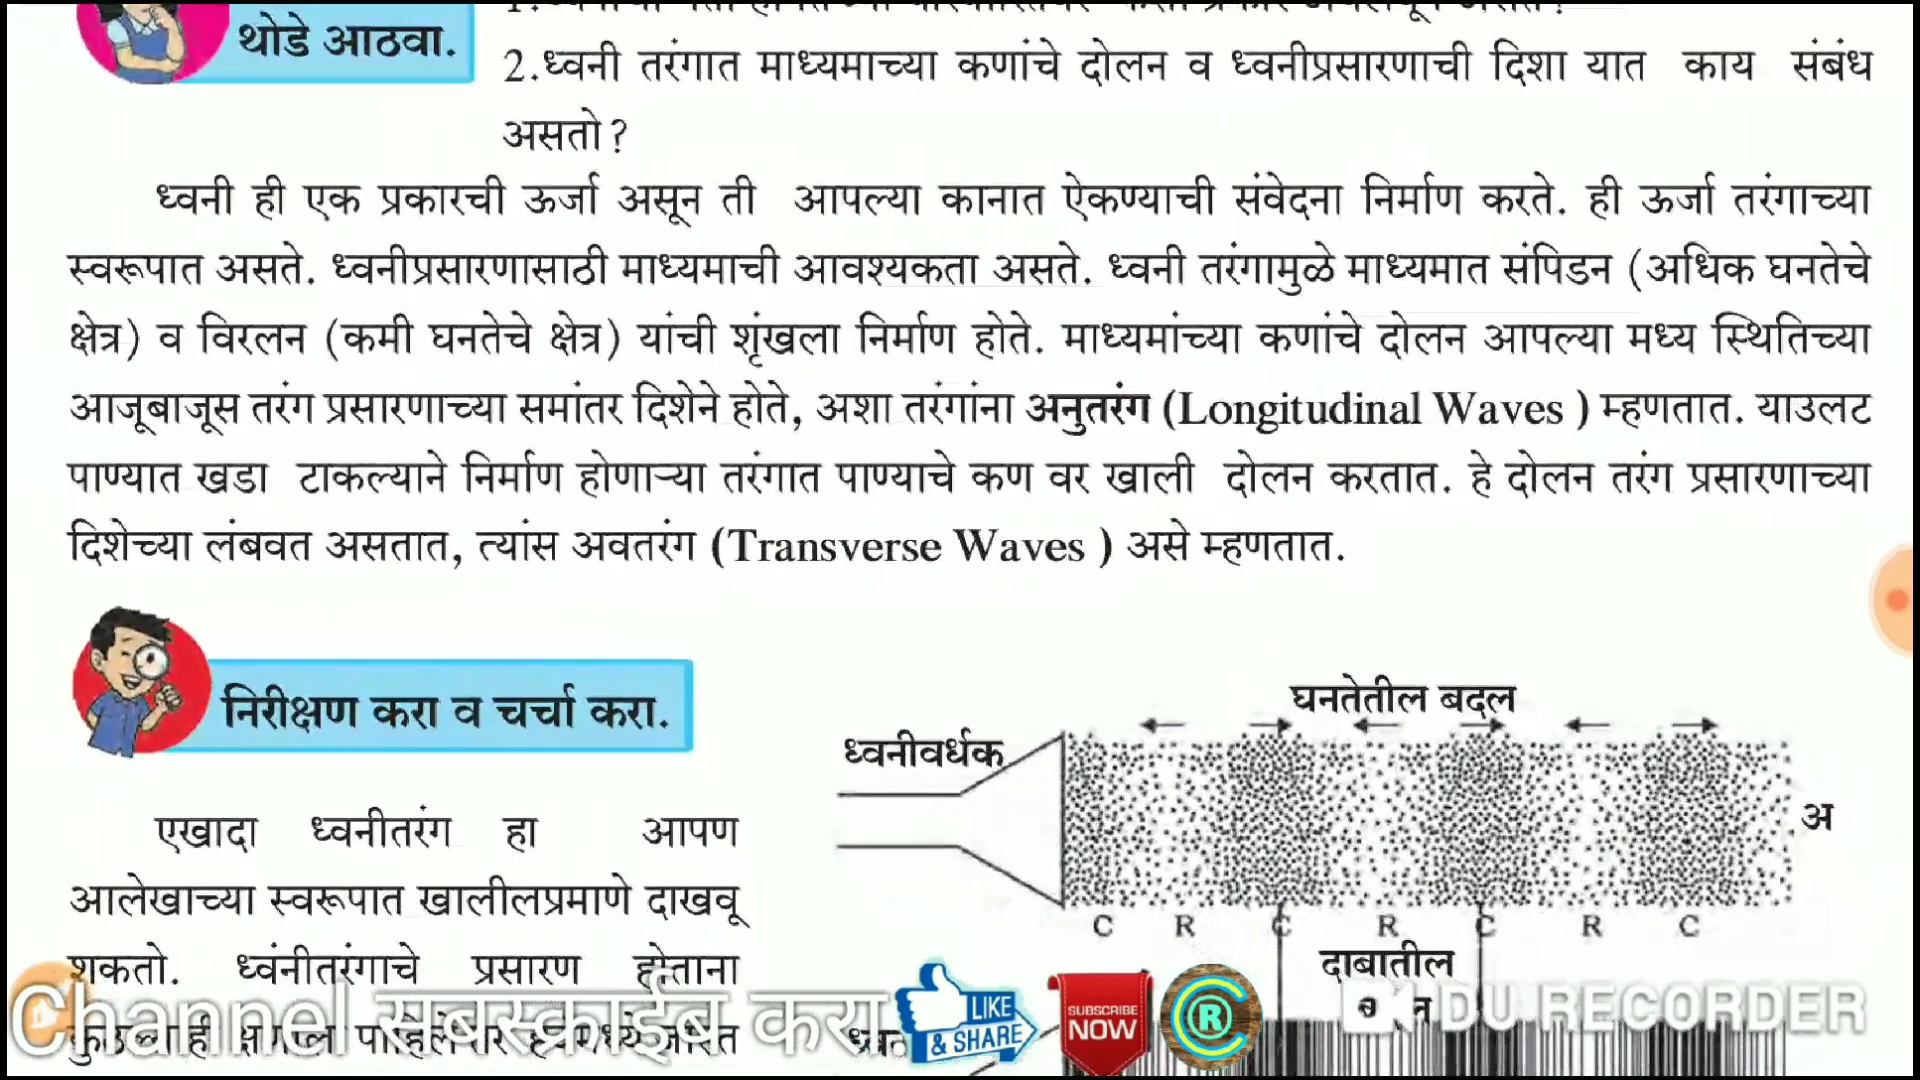 थोडे आठवा.
2.ध्वनी तरंगात माध्यमाच्या कणांचे दोलन व ध्वनीप्रसारणाची दिशा यात काय संबंध
असतो?
ध्वनी ही एक प्रकारची ऊर्जा असून ती आपल्या कानात ऐकण्याची संवेदना निर्माण करते. ही ऊर्जा तरंगाच्या
स्वरूपात असते. ध्वनीप्रसारणासाठी माध्यमाची आवश्यकता असते. ध्वनी तरंगामुळे माध्यमात संपिडन (अधिक घनतेचे
क्षेत्र) व विरलन (कमी घनतेचे क्षेत्र) यांची शृंखला निर्माण होते. माध्यमांच्या कणांचे दोलन आपल्या मध्य स्थितिच्या
आजूबाजूस तरंग प्रसारणाच्या समांतर दिशेने होते, अशा तरंगांना अनुतरंग (Longitudinal Waves ) म्हणतात. याउलट
पाण्यात खडा टाकल्याने निर्माण होणाऱ्या तरंगात पाण्याचे कण वर खाली दोलन करतात. हे दोलन तरंग प्रसारणाच्या
दिशेच्या लंबवत असतात, त्यांस अवतरंग (Transverse Waves ) असे म्हणतात.
निरीक्षण करा व चर्चा करा.
एखादा ध्वनीतरंग हा आपण
आलेखाच्या स्वरूपात खालीलप्रमाणे दाखवू
शकतो. ध्वंनीतरंगाचे प्रसारण होताना
घनतेतील बदल
ध्वनीवर्धक
अ
C R C R C R C
दाबातील
Channel सबस्क्राईब करा.
LIKE
& SHARE
SUBSCRIBE
NOW
R
DU RECORDER